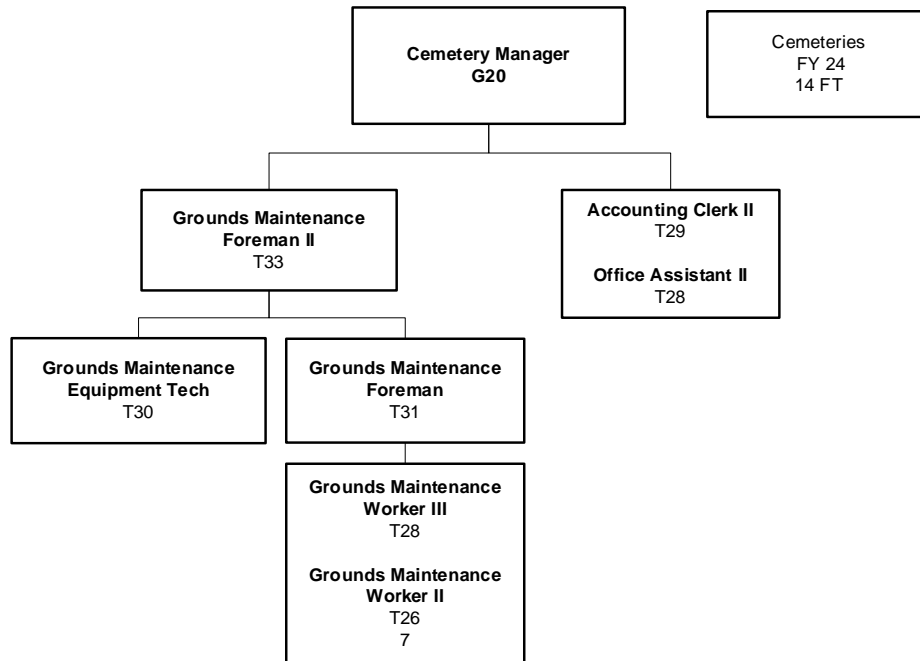 Cemetery Manager
G20
Cemeteries
FY 24
14 FT
Grounds Maintenance
Foreman II
T33
Accounting Clerk II
T29
Office Assistant II
T28
Grounds Maintenance
Equipment Tech
T30
Grounds Maintenance
Foreman
T31
Grounds Maintenance
Worker III
T28
Grounds Maintenance
Worker II
T26
7